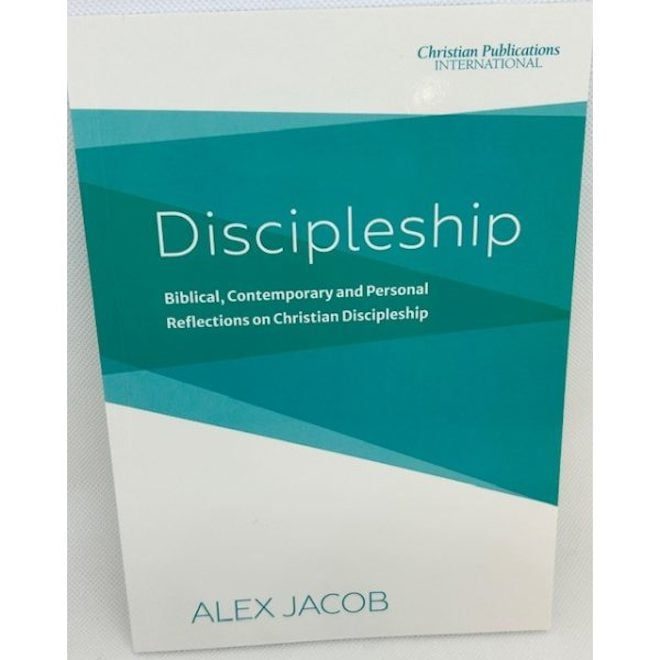 Christian Publications
INTERNATIONAL
Discipleship
Biblical, Contemporary and Personal
Reflections on Christian Discipleship
ALEX JACOB